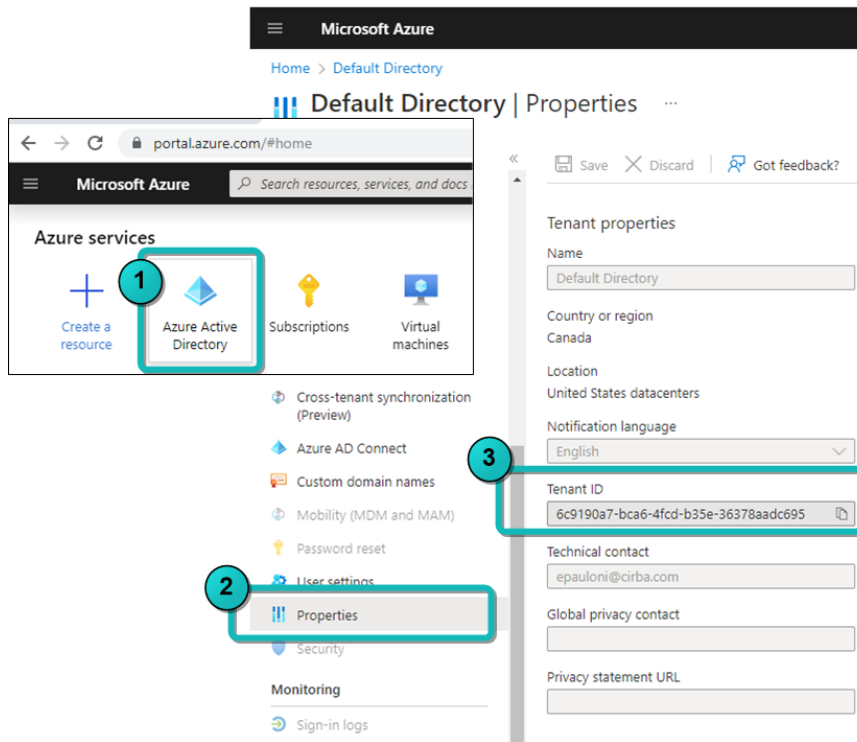 Microsoft Azure
Home > Default Directory
Default Directory | Properties ...
portal.azure.com/#home
Microsoft Azure
Search resources, services, and docs
Azure services
1
Create a
resource
Azure Active
Directory
Subscriptions
Virtual
machines
Cross-tenant synchronization
(Preview)
Azure AD Connect
Custom domain names
Mobility (MDM and MAM)
Password reset
User settings
2
Properties
Security
Monitoring
Sign-in logs
«
Save
Discard
Got feedback?
Tenant properties
Name
Default Directory
Country or region
Canada
Location
United States datacenters
Notification language
English
3
Tenant ID
6c9190a7-bca6-4fcd-b35e-36378aadc695
Technical contact
epauloni@cirba.com
Global privacy contact
Privacy statement URL